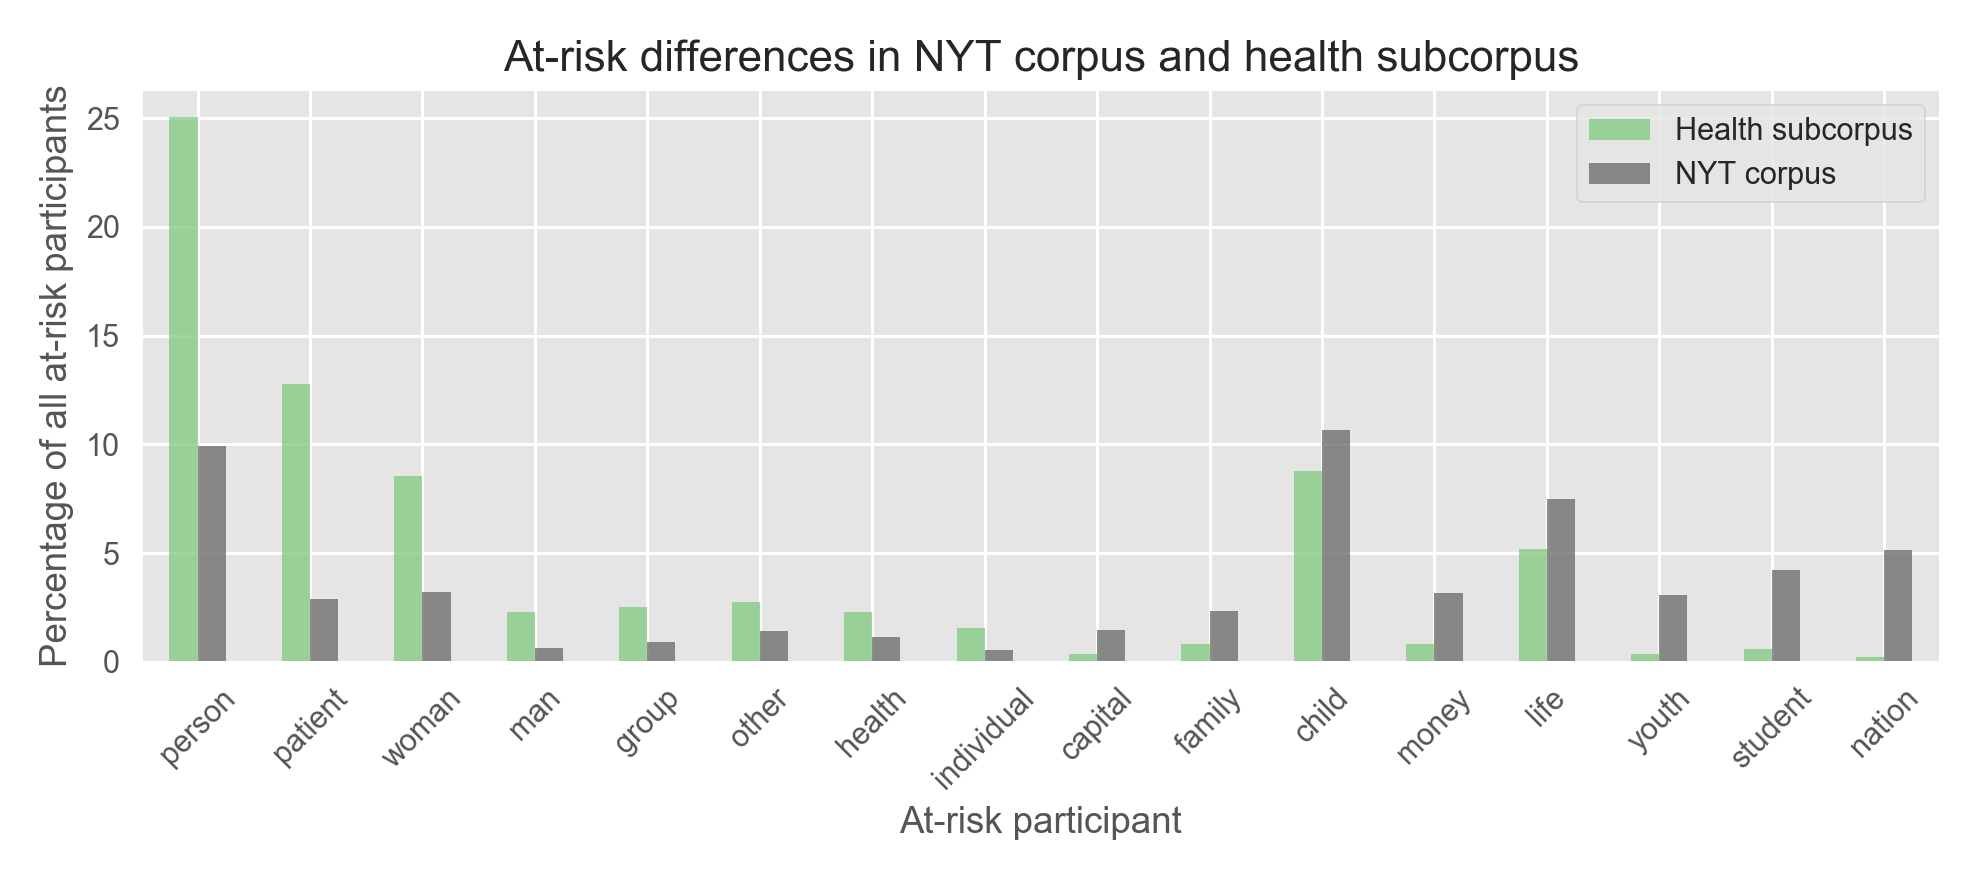 At-risk differences in NYT corpus and health subcorpus
Percentage of all at-risk participants
25
20
15
10
5
0
Health subcorpus
NYT corpus
person
patient
woman
man
group
other
health
individual
capital
family
child
money
life
youth
student
nation
At-risk participant